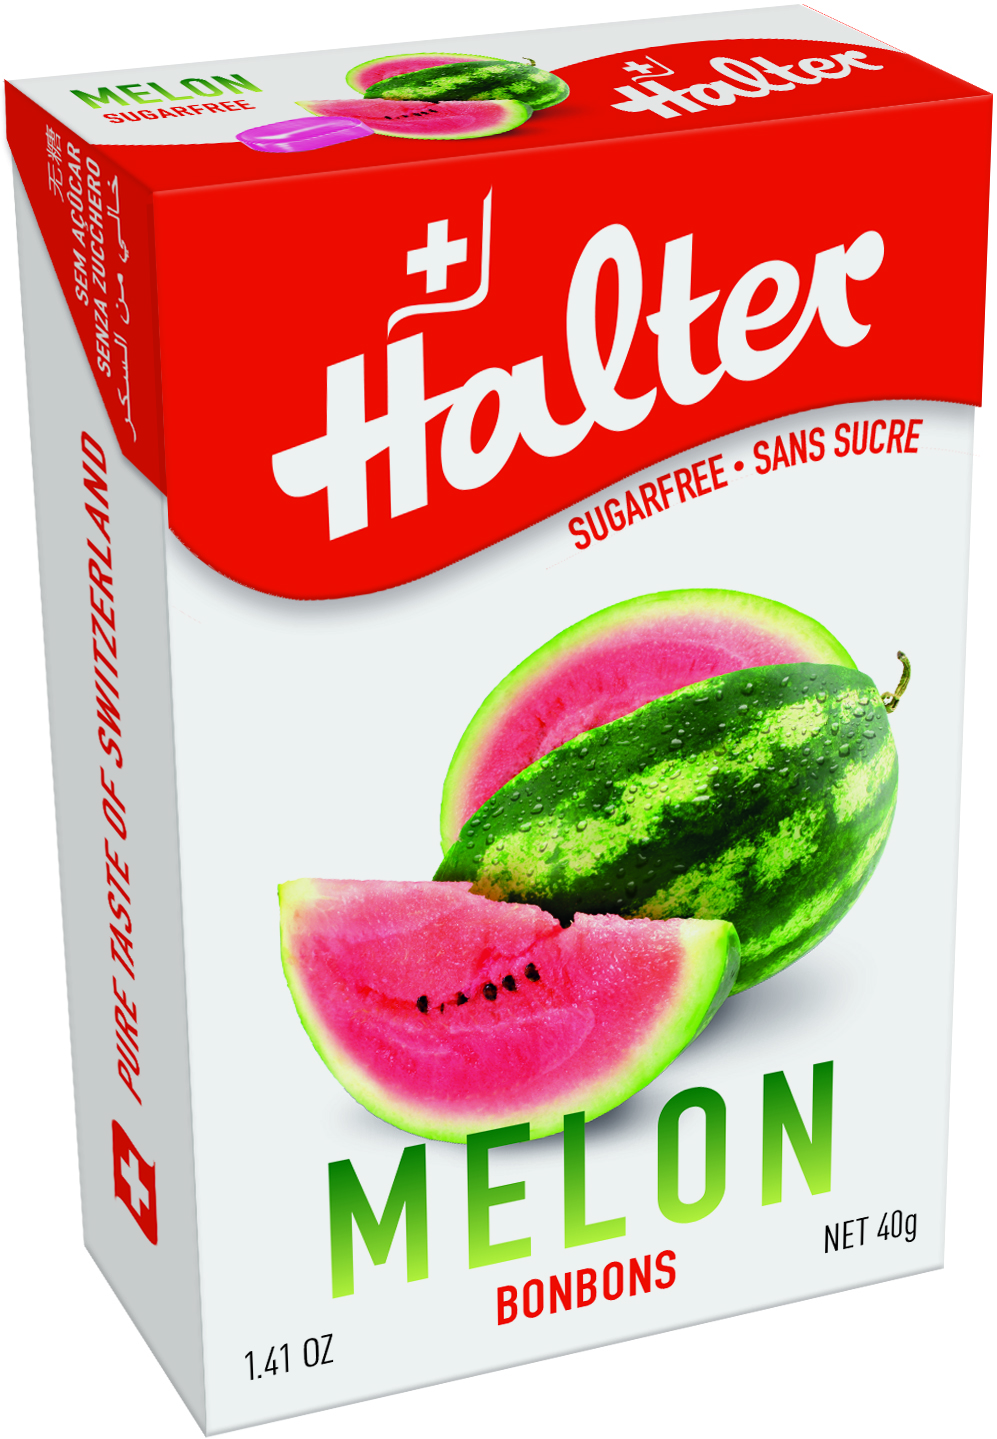 MELON
SUGARFREE
Halter
无糖
SEM AÇÚCAR
SENZA ZUCCHERO
خالي من السكر
Halter
SUGARFREE • SANS SUCRE
PURE TASTE OF SWITZERLAND
MELON
BONBONS
NET 40g
1.41 OZ